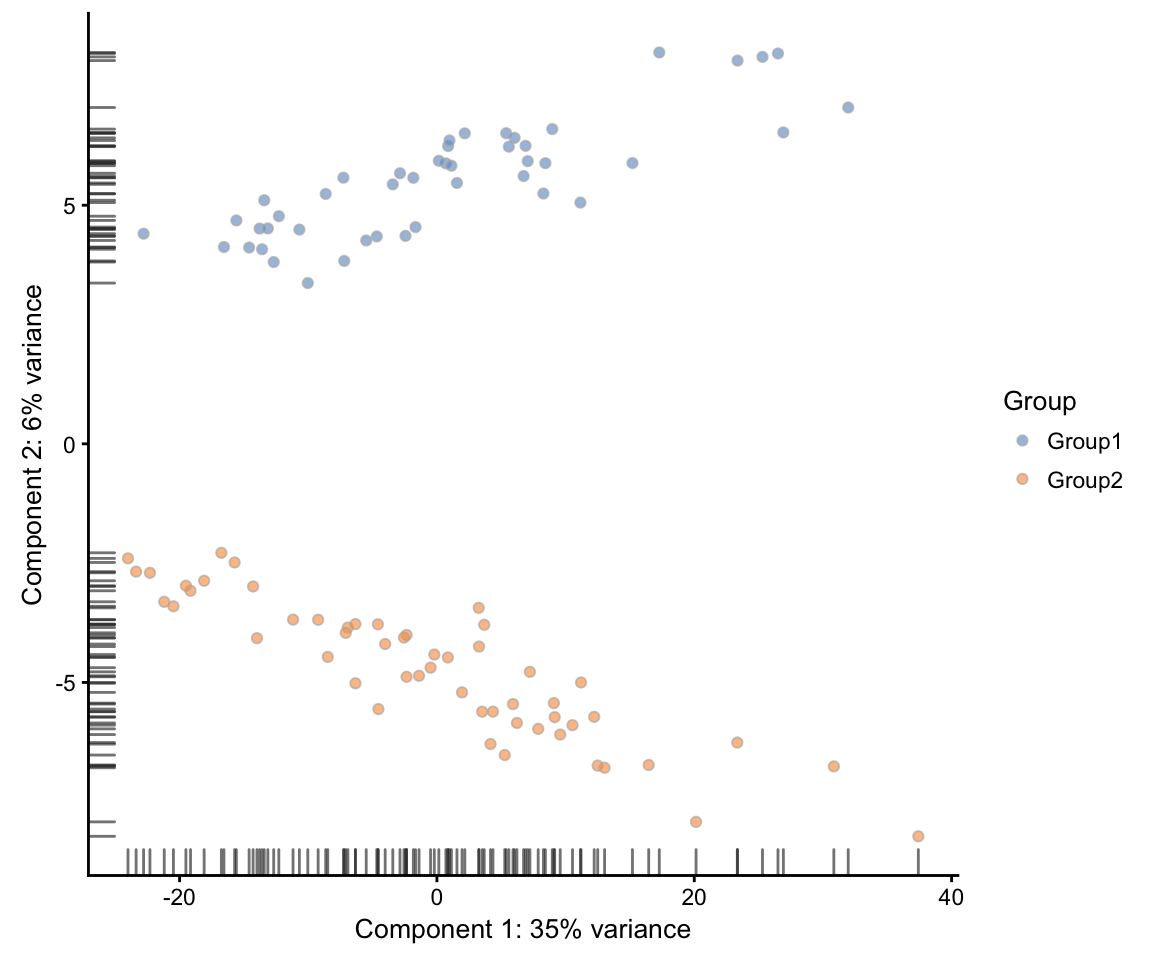 Component 2: 6% variance
5
0
-5
-20
0
20
40
Component 1: 35% variance
Group
Group1
Group2